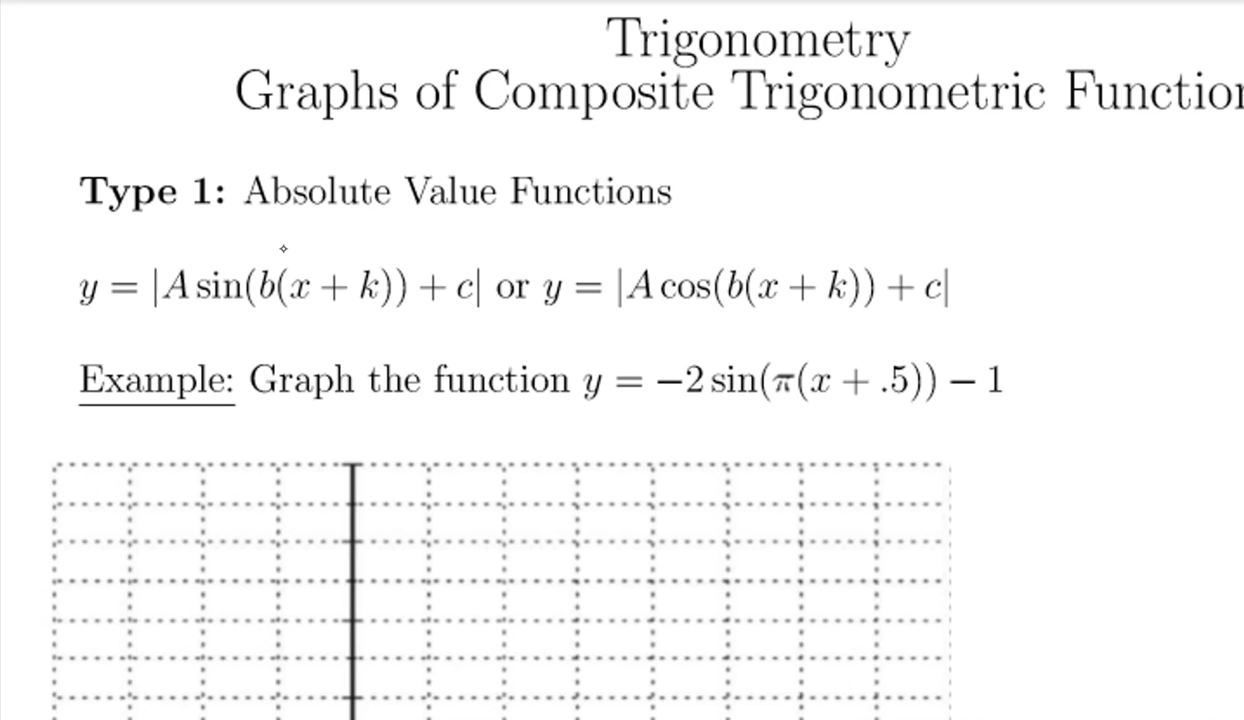 Trigonometry
Graphs of Composite Trigonometric Function
Type 1: Absolute Value Functions
y = |A sin(b(x + k)) + c| or y = |A cos(b(x + k)) + c|
Example: Graph the function y = −2 sin(π(x + .5)) − 1